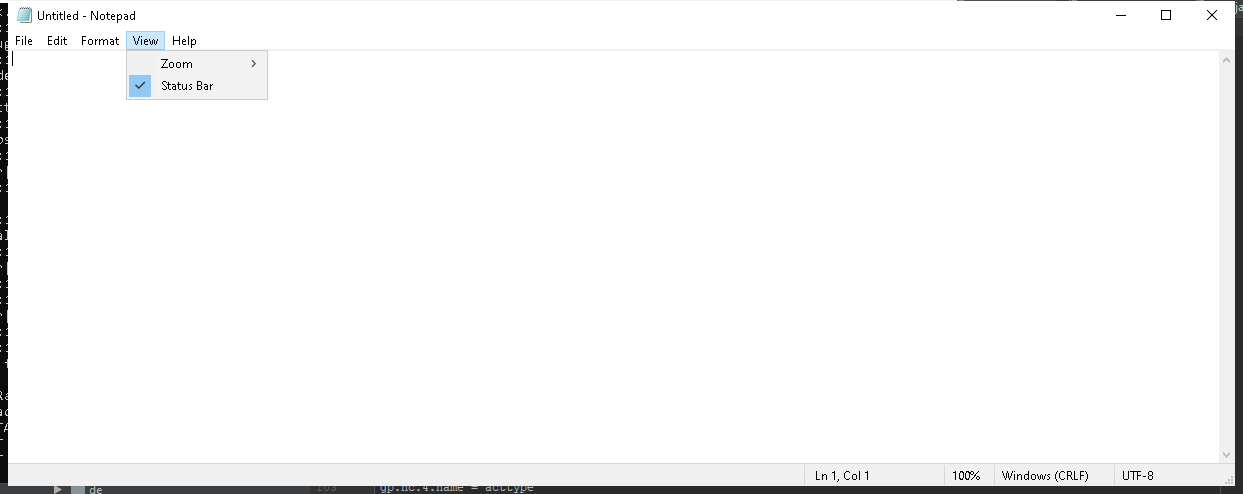 Untitled - Notepad
File Edit Format View Help
Zoom
Status Bar
Ln 1, Col 1 100% Windows (CRLF) UTF-8
de